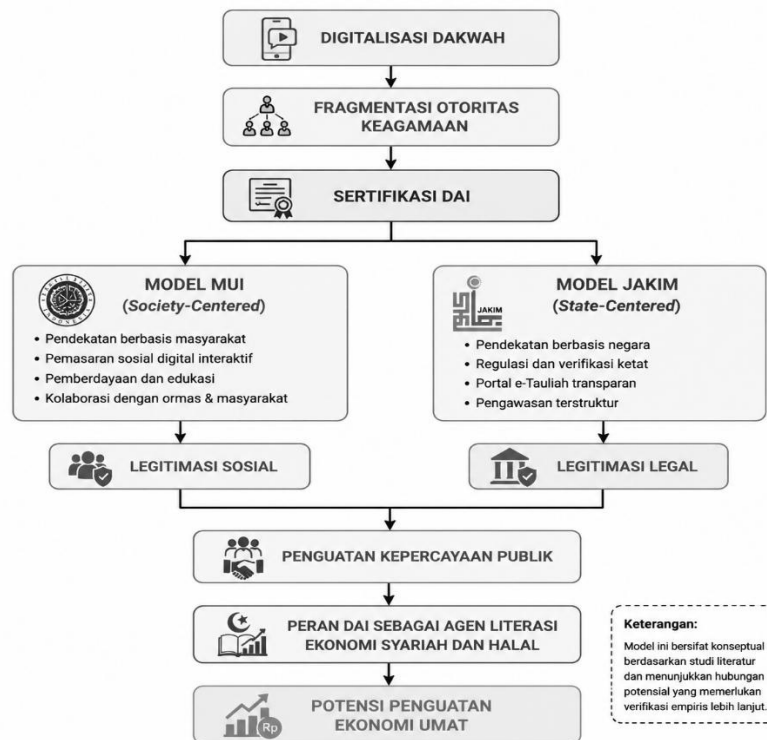 DIGITALISASI DAKWAH
FRAGMENTASI OTORITAS
KEAGAMAAN
SERTIFIKASI DAI
MODEL MUI
(Society-Centered)
• Pendekatan berbasis masyarakat
• Pemasaran sosial digital interaktif
• Pemberdayaan dan edukasi
• Kolaborasi dengan ormas & masyarakat
JAKIM
MODEL JAKIM
(State-Centered)
• Pendekatan berbasis negara
• Regulasi dan verifikasi ketat
• Portal e-Tauliah transparan
• Pengawasan terstruktur
LEGITIMASI SOSIAL
LEGITIMASI LEGAL
PENGUATAN KEPERCAYAAN PUBLIK
PERAN DAI SEBAGAI AGEN LITERASI
EKONOMI SYARIAH DAN HALAL
Rp
POTENSI PENGUATAN
EKONOMI UMAT
Keterangan:
Model ini bersifat konseptual
berdasarkan studi literatur
dan menunjukkan hubungan
potensial yang memerlukan
verifikasi empiris lebih lanjut.